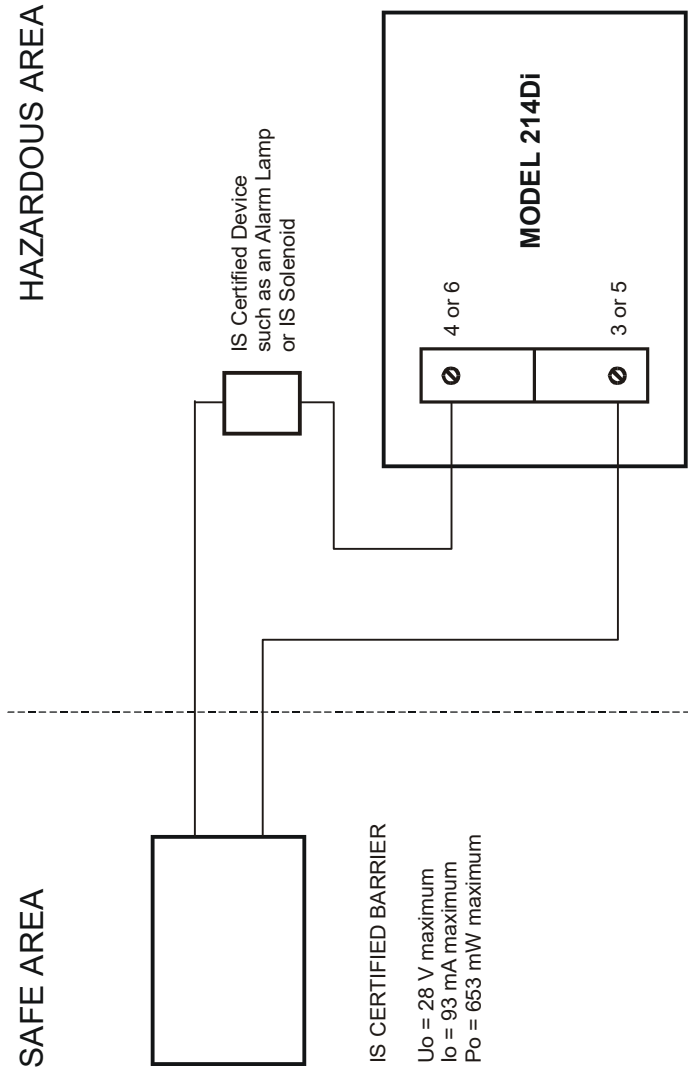 SAFE AREA
HAZARDOUS AREA
IS Certified Device
such as an Alarm Lamp
or IS Solenoid
MODEL 214Di
4 or 6
3 or 5
IS CERTIFIED BARRIER
Uo = 28 V maximum
Io = 93 mA maximum
Po = 653 mW maximum